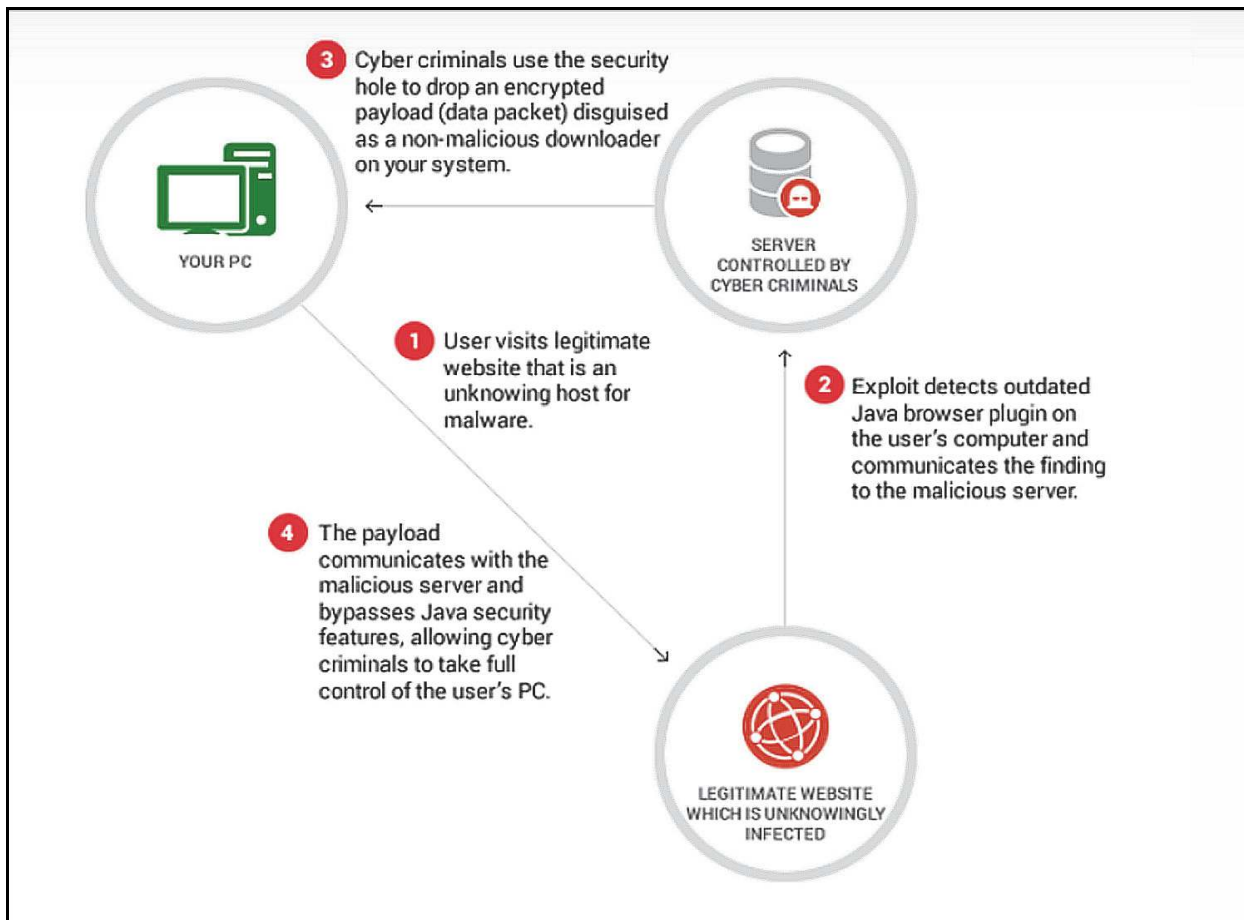 3
Cyber criminals use the security
hole to drop an encrypted
payload (data packet) disguised
as a non-malicious downloader
on your system.
YOUR PC
SERVER
CONTROLLED BY
CYBER CRIMINALS
1
User visits legitimate
website that is an
unknowing host for
malware.
2
Exploit detects outdated
Java browser plugin on
the user's computer and
communicates the finding
to the malicious server.
4
The payload
communicates with the
malicious server and
bypasses Java security
features, allowing cyber
criminals to take full
control of the user's PC.
LEGITIMATE WEBSITE
WHICH IS UNKNOWINGLY
INFECTED